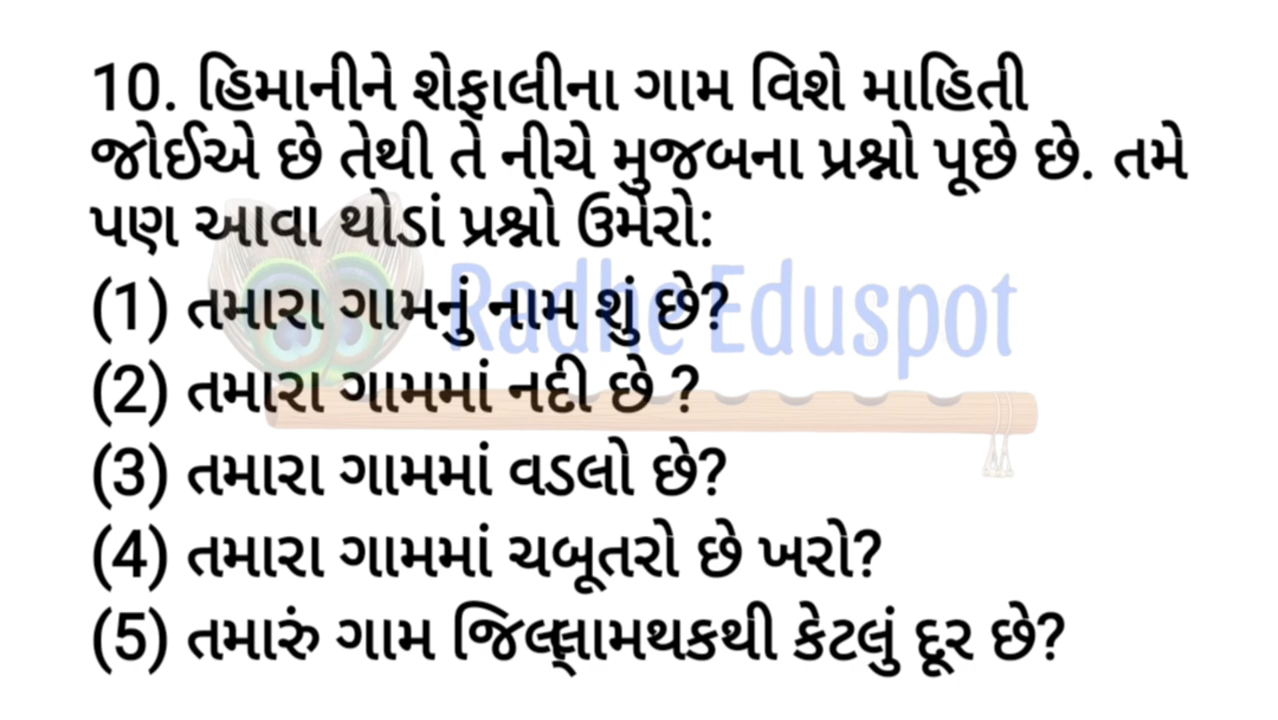 10. હિમાનીને શેફાલીના ગામ વિશે માહિતી
જોઈએ છે તેથી તે નીચે મુજબના પ્રશ્નો પૂછે છે. તમે
પણ આવા થોડાં પ્રશ્નો ઉમેરો:
(1) તમારા ગામનું નામ શું છે?
Radhe Eduspot
(2) તમારા ગામમાં નદી છે ?
(3) તમારા ગામમાં વડલો છે?
(4) તમારા ગામમાં ચબૂતરો છે ખરો?
(5) તમારું ગામ જિલ્લામથકથી કેટલું દૂર છે?